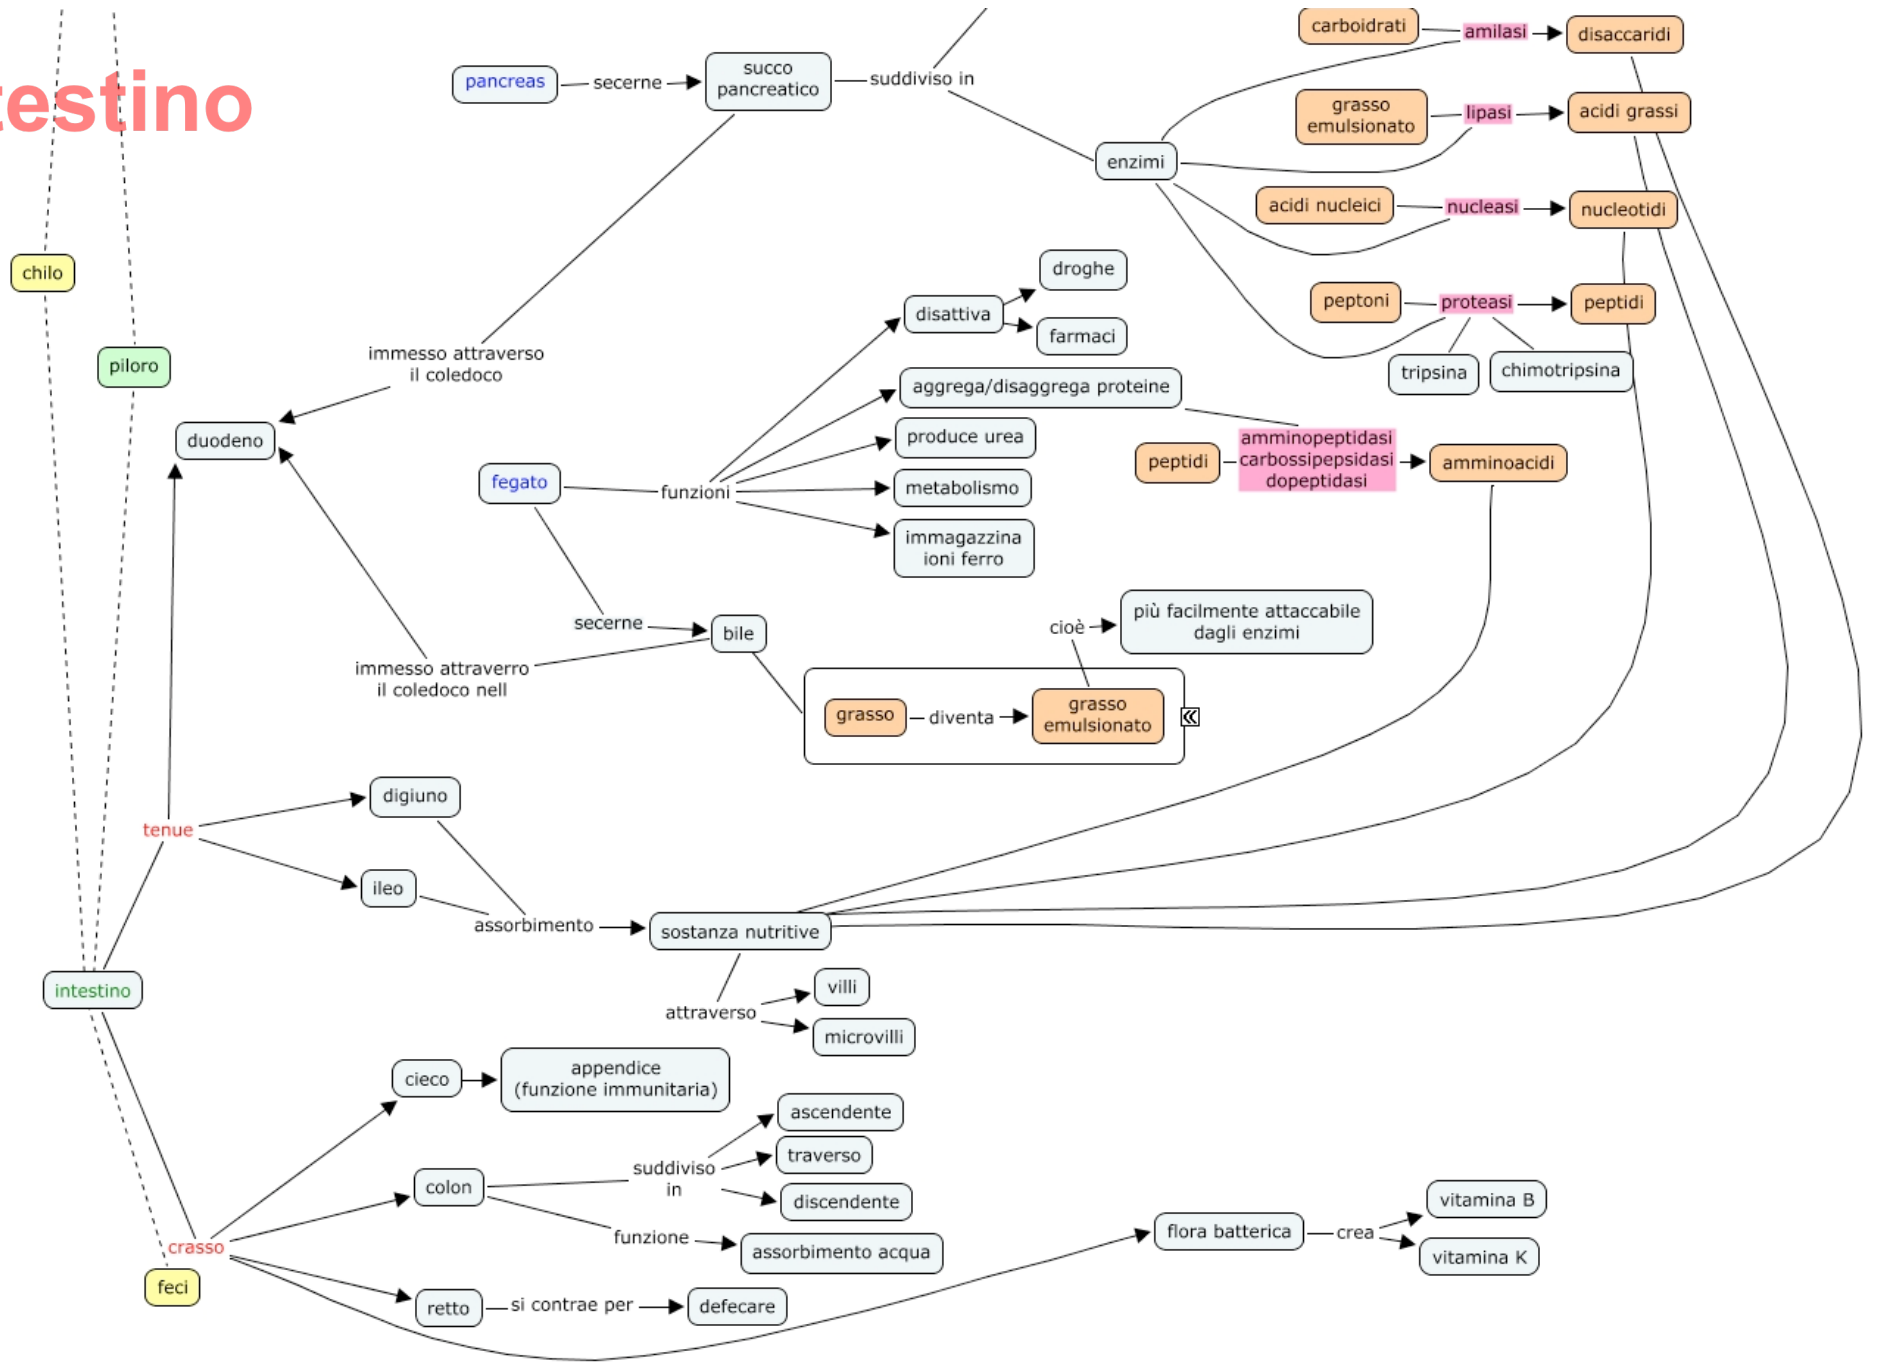 testino
carboidrati
amilasi
disaccaridi
pancreas
secerne
succo
pancreatico
suddiviso in
grasso
emulsionato
lipasi
acidi grassi
enzimi
acidi nucleici
nucleasi
nucleotidi
chilo
droghe
disattiva
farmaci
peptoni
proteasi
peptidi
tripsina
chimotripsina
piloro
immesso attraverso
il coledoco
aggrega/disaggrega proteine
duodeno
produce urea
peptidi
amminopeptidasi
carbossipepsidasi
dopeptidasi
amminoacidi
fegato
funzioni
metabolismo
immagazzina
ioni ferro
secerne
bile
cioè
più facilmente attaccabile
dagli enzimi
immesso attraverro
il coledoco nell
grasso
diventa
grasso
emulsionato
digiuno
tenue
ileo
assorbimento
sostanza nutritive
intestino
attraverso
villi
microvilli
cieco
appendice
(funzione immunitaria)
ascendente
suddiviso
in
traverso
colon
discendente
funzione
assorbimento acqua
crasso
feci
flora batterica
crea
vitamina B
vitamina K
retto
si contrae per
defecare